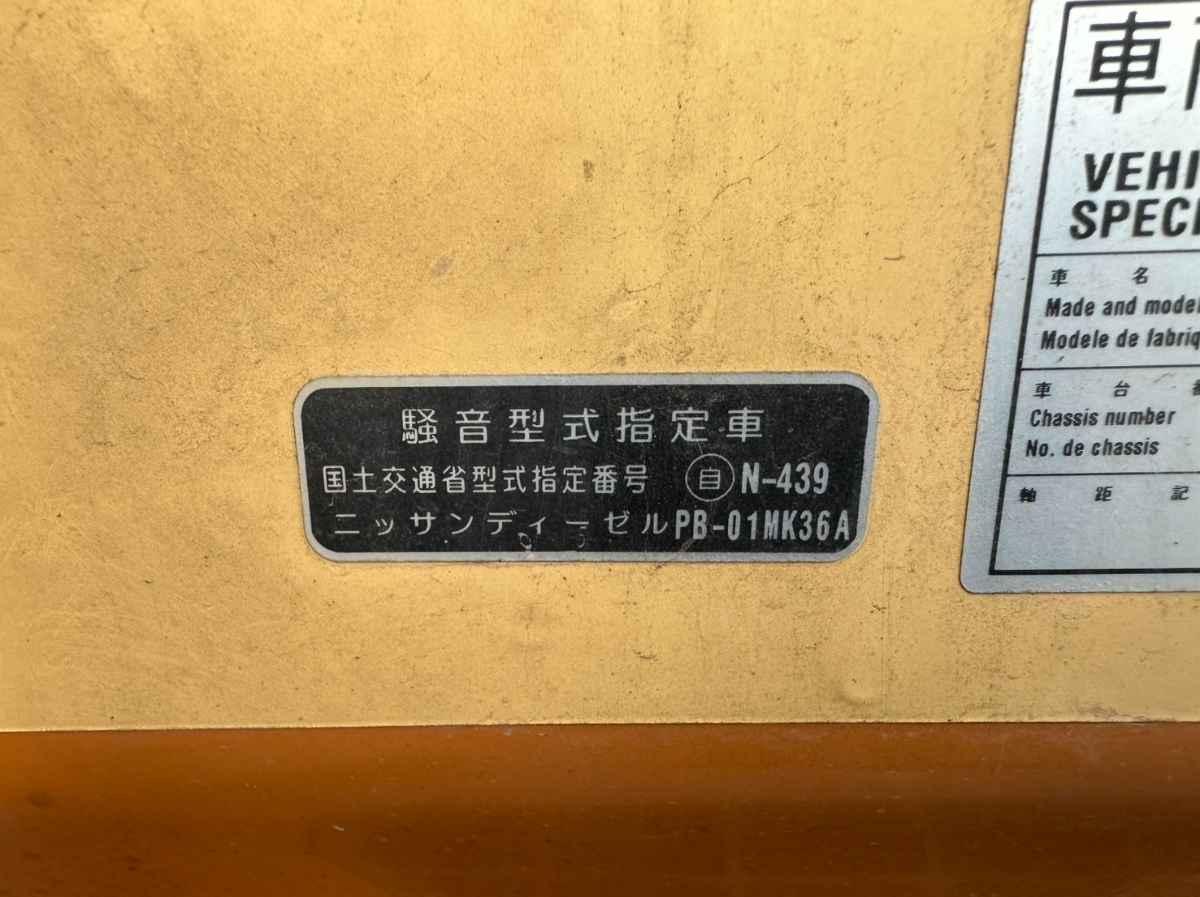 騒音型式指定車
国土交通省型式指定番号 自 N-439
ニッサンディーゼル PB-01MK36A
車
VEHI
SPECI
車 名
Made and model
Modele de fabriq
車 台
Chassis number
No. de chassis
軸 距 記